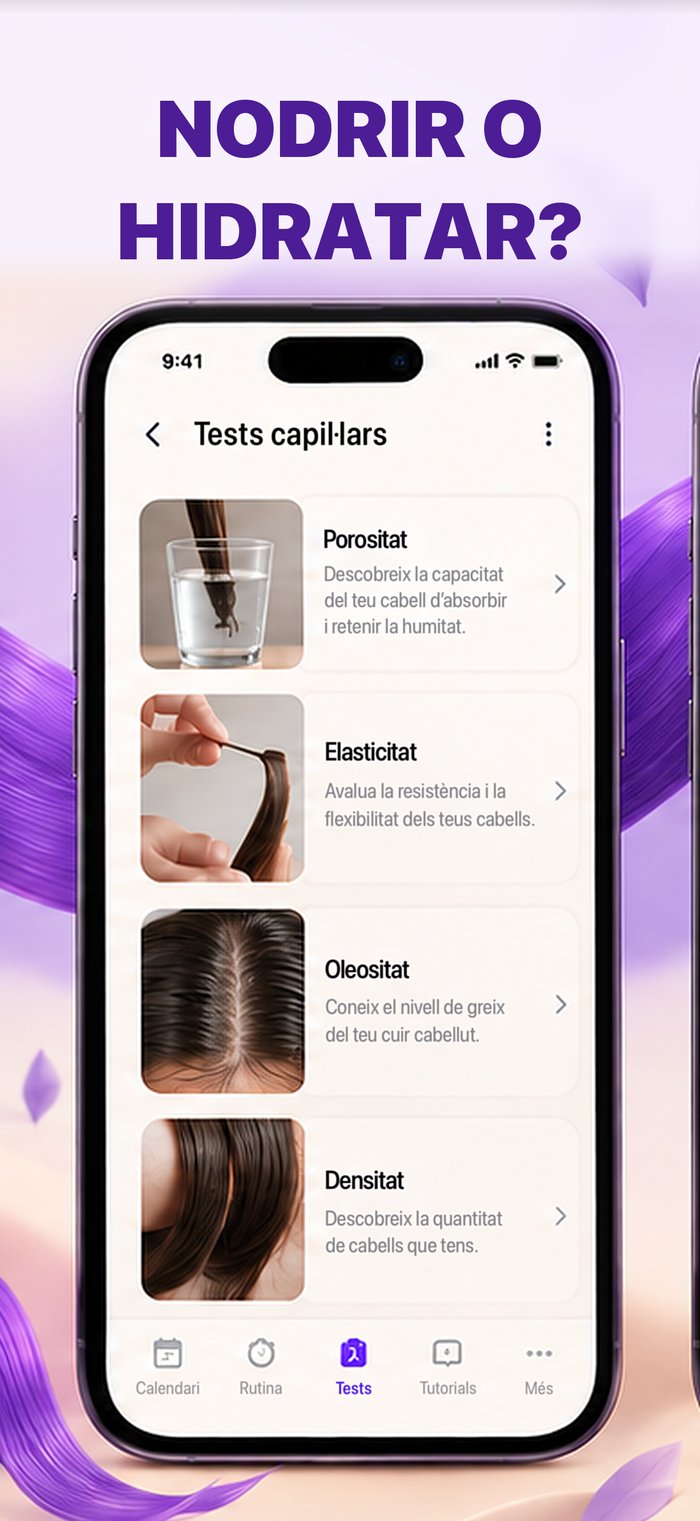 NODRIR O
HIDRATAR?
9:41
Tests capil·lars
Porositat
Descobreix la capacitat
del teu cabell d'absorbir
i retenir la humitat.
Elasticitat
Avalua la resistència i la
flexibilitat dels teus cabells.
Oleositat
Coneix el nivell de greix
del teu cuir cabellut.
Densitat
Descobreix la quantitat
de cabells que tens.
Calendari
Rutina
Tests
Tutorials
Més